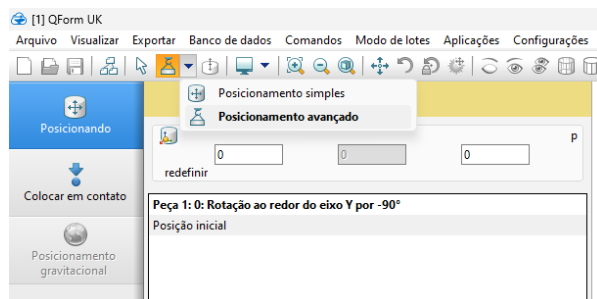 [1] QForm UK
Arquivo Visualizar Exportar Banco de dados Comandos Modo de lotes Aplicações Configurações
Posicionamento simples
Posicionamento avançado
Posicionando
p
0 0 0
redefinir
Colocar em contato
Peça 1: 0: Rotação ao redor do eixo Y por -90°
Posição inicial
Posicionamento
gravitacional